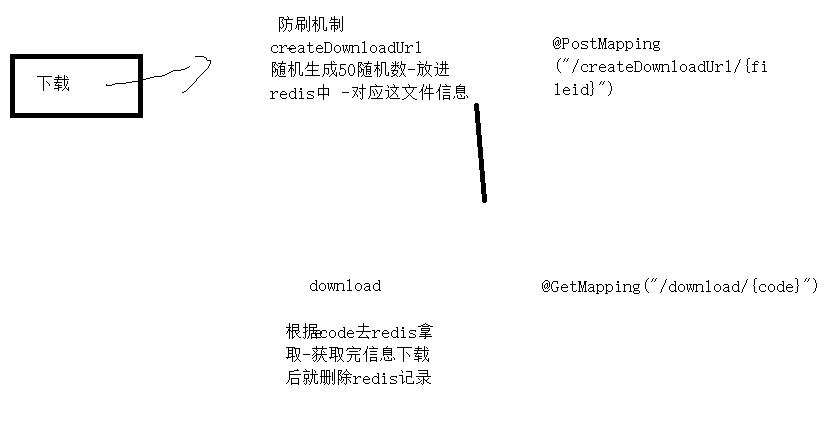 下载
防刷机制
createDownloadUrl
随机生成50随机数-放进
redis中 -对应这文件信息
@PostMapping
("/createDownloadUrl/{fi
leid}")
download
@GetMapping("/download/{code}")
根据code去redis拿
取-获取完信息下载
后就删除redis记录